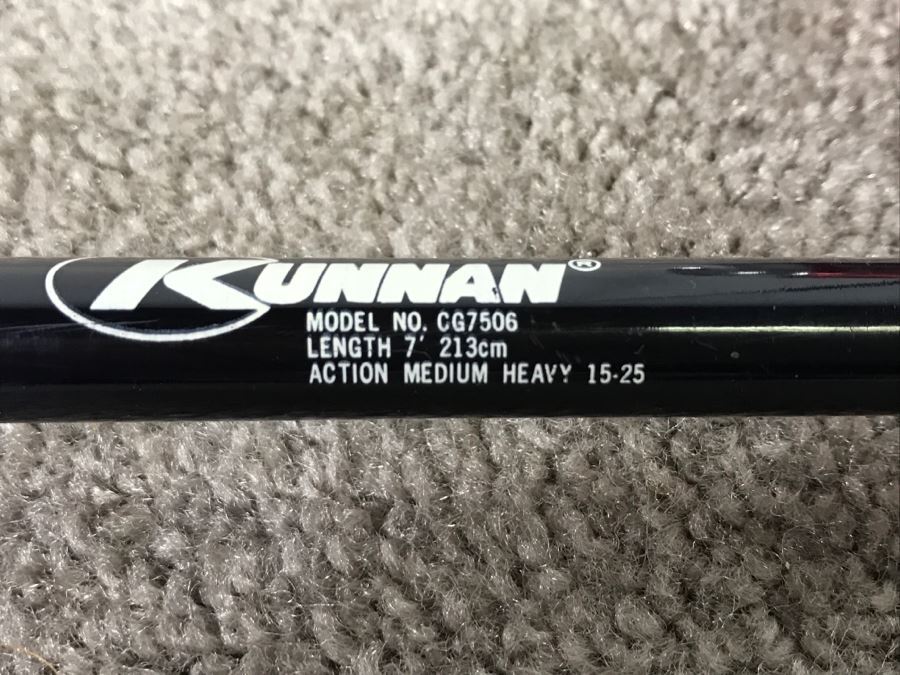 KUNNAN®
MODEL NO. CG7506
LENGTH 7' 213cm
ACTION MEDIUM HEAVY 15-25